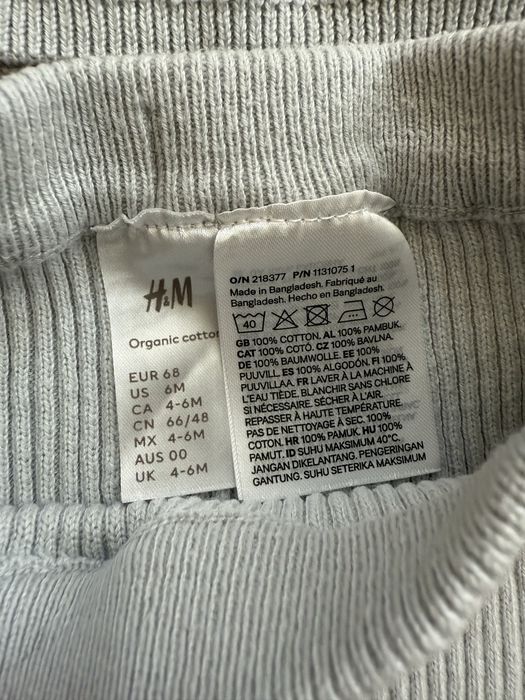 H&M
Organic cotto
EUR 68
US 6M
CA 4-6M
CN 66/48
MX 4-6M
AUS 00
UK 4-6M
O/N 218377 P/N 1131075 1
Made in Bangladesh. Fabriqué au
Bangladesh. Hecho en Bangladesh.
40
GB 100% COTTON. AL 100% PAMBUK.
CAT 100% COTÓ. CZ 100% BAVLNA.
DE 100% BAUMWOLLE. EE 100%
PUUVILL. ES 100% ALGODÓN. FI 100%
PUUVILLAA. FR LAVER À LA MACHINE À
L'EAU TIÈDE. BLANCHIR SANS CHLORE
SI NÉCESSAIRE. SÉCHER À L'AIR.
REPASSER À HAUTE TEMPÉRATURE.
PAS DE NETTOYAGE À SEC. 100%
COTON. HR 100% PAMUK. HU 100%
PAMUT. ID SUHU MAKSIMUM 40°C.
JANGAN DIKELANTANG. PENGERINGAN
GANTUNG. SUHU SETERIKA MAKSIMUM